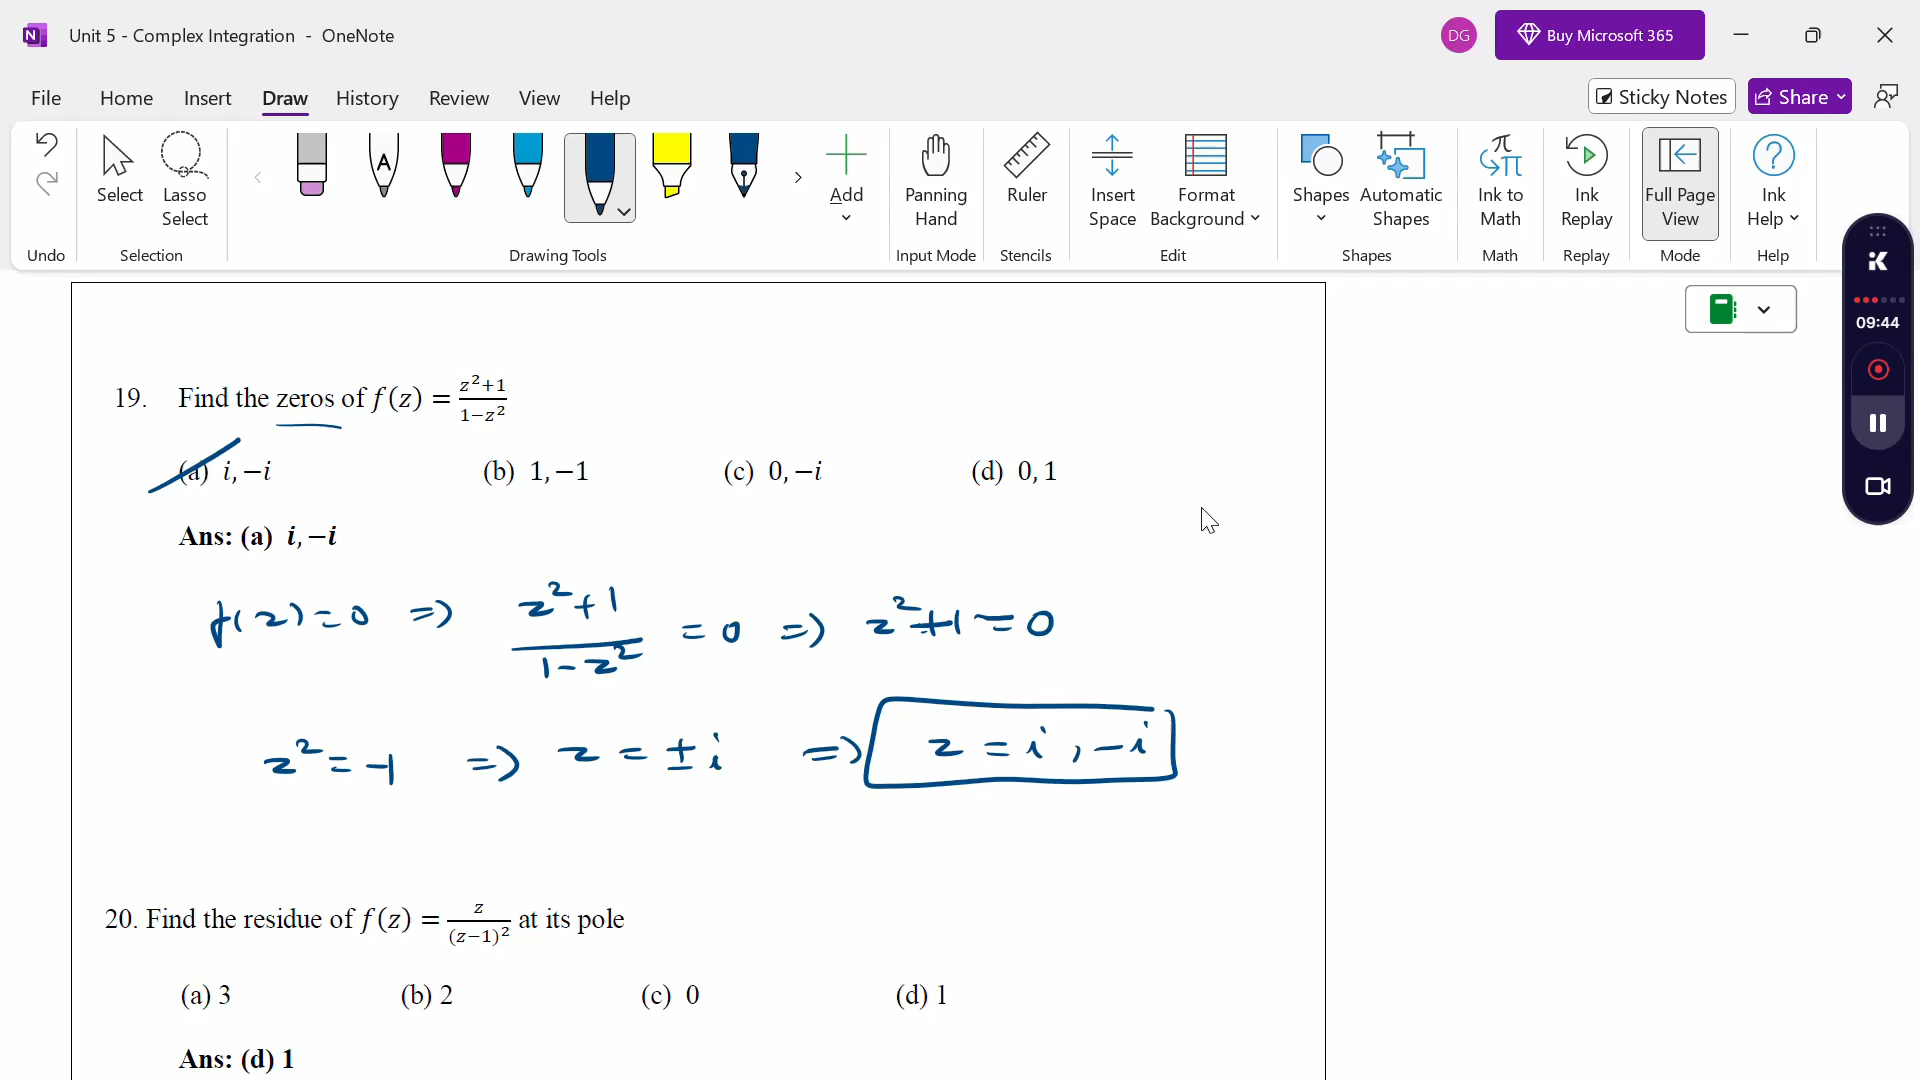 Unit 5 - Complex Integration - OneNote
DG
Buy Microsoft 365
File Home Insert Draw History Review View Help
Sticky Notes
Share
Select
Lasso Select
A
Add
Panning Hand
Ruler
Insert Space
Format Background
Shapes
Automatic Shapes
Ink to Math
Ink Replay
Full Page View
Ink Help
Undo Selection Drawing Tools Input Mode Stencils Edit Shapes Math Replay Mode Help
09:44
19. Find the zeros of f(z) = (z²+1)/(1−z²)
(a) i, −i (b) 1, −1 (c) 0, −i (d) 0, 1
Ans: (a) i, −i
f(z) = 0 => (z²+1)/(1−z²) = 0 => z²+1 = 0
z² = −1 => z = ±i => z = i, −i
20. Find the residue of f(z) = z/(z−1)² at its pole
(a) 3 (b) 2 (c) 0 (d) 1
Ans: (d) 1